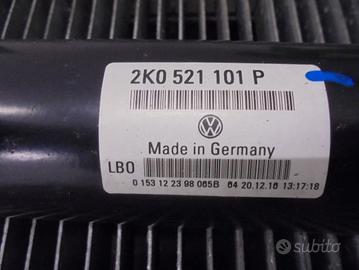 2K0 521 101 P
Made in Germany
LBO
0 153 12 23 98 065B 64 20.12.16 13:17:18
subito